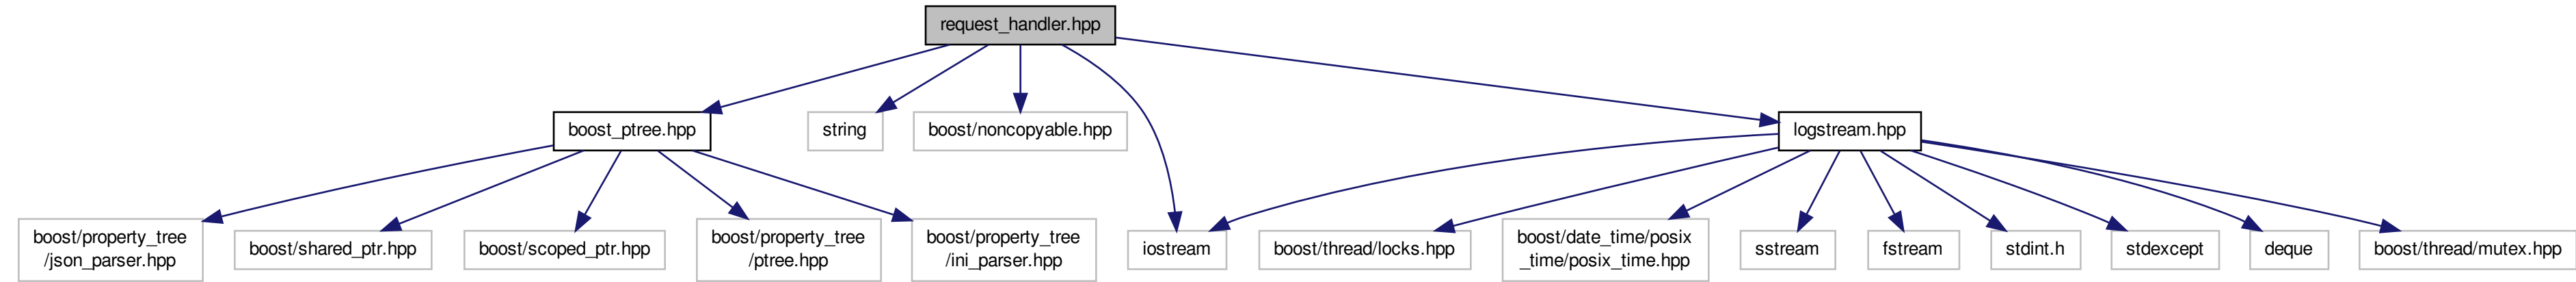 request_handler.hpp
boost_ptree.hpp
string
boost/noncopyable.hpp
logstream.hpp
boost/property_tree
/json_parser.hpp
boost/shared_ptr.hpp
boost/scoped_ptr.hpp
boost/property_tree
/ptree.hpp
boost/property_tree
/ini_parser.hpp
iostream
boost/thread/locks.hpp
boost/date_time/posix
_time/posix_time.hpp
sstream
fstream
stdint.h
stdexcept
deque
boost/thread/mutex.hpp